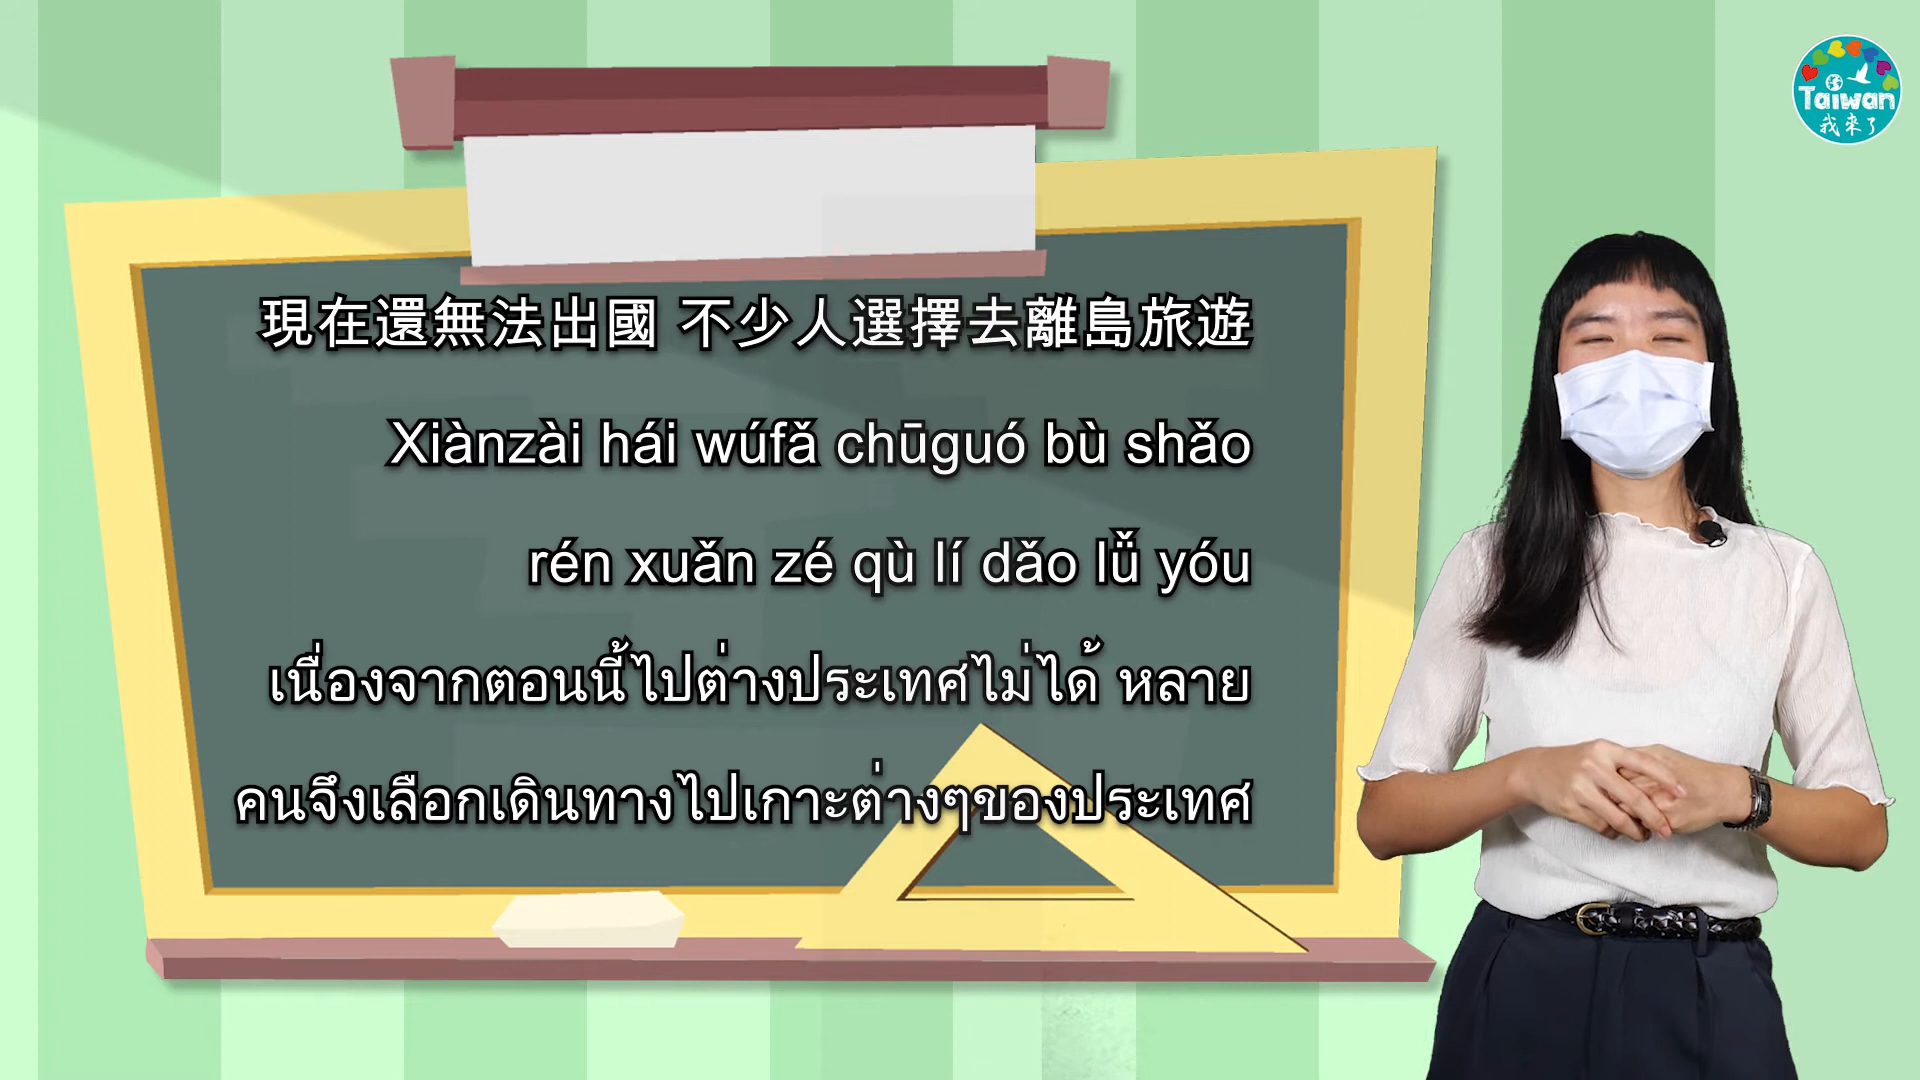 現在還無法出國 不少人選擇去離島旅遊
Xiànzài hái wúfǎ chūguó bù shǎo
rén xuǎn zé qù lí dǎo lǚ yóu
เนื่องจากตอนนี้ไปต่างประเทศไม่ได้ หลาย
คนจึงเลือกเดินทางไปเกาะต่างๆของประเทศ
Taiwan
我來了